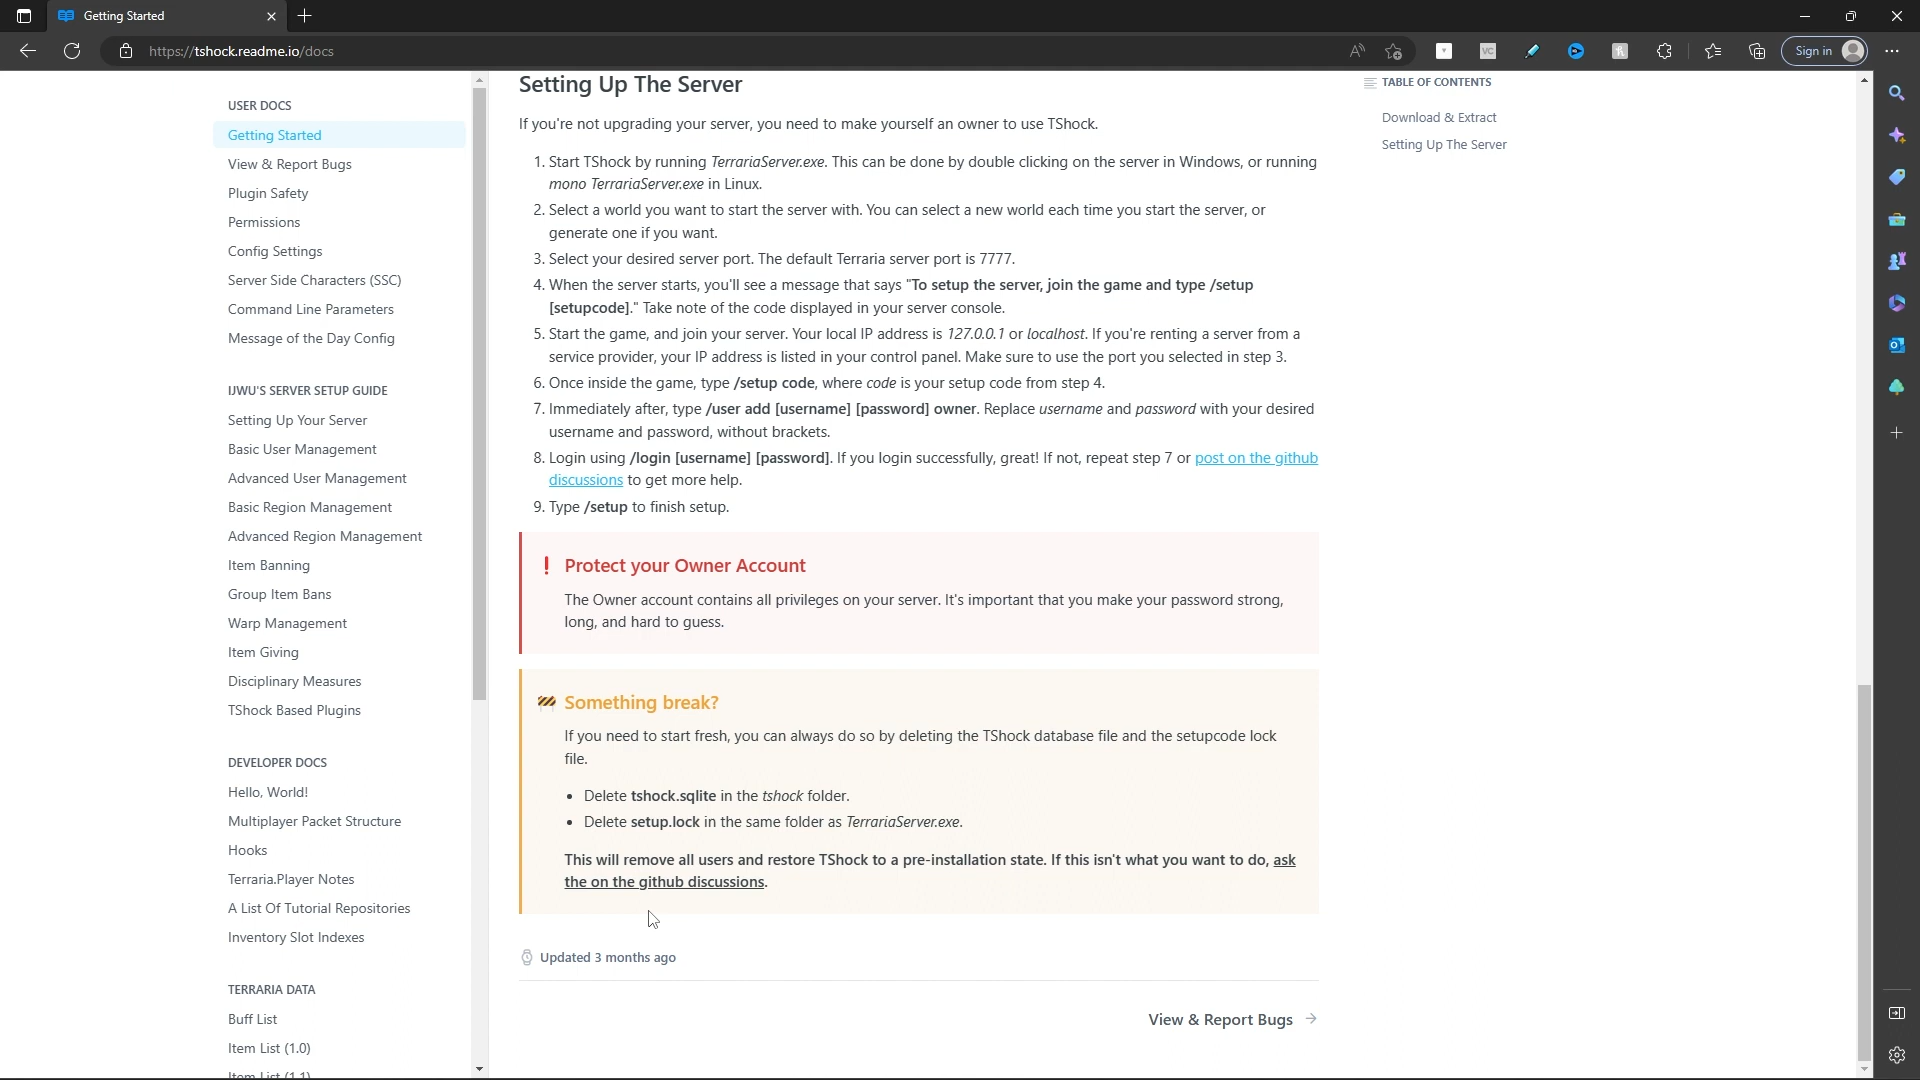 Getting Started
https://tshock.readme.io/docs
VC
Sign in
USER DOCS
Getting Started
View & Report Bugs
Plugin Safety
Permissions
Config Settings
Server Side Characters (SSC)
Command Line Parameters
Message of the Day Config
IJWU'S SERVER SETUP GUIDE
Setting Up Your Server
Basic User Management
Advanced User Management
Basic Region Management
Advanced Region Management
Item Banning
Group Item Bans
Warp Management
Item Giving
Disciplinary Measures
TShock Based Plugins
DEVELOPER DOCS
Hello, World!
Multiplayer Packet Structure
Hooks
Terraria.Player Notes
A List Of Tutorial Repositories
Inventory Slot Indexes
TERRARIA DATA
Buff List
Item List (1.0)
Item List (1.1)
Setting Up The Server
If you're not upgrading your server, you need to make yourself an owner to use TShock.
1. Start TShock by running TerrariaServer.exe. This can be done by double clicking on the server in Windows, or running
mono TerrariaServer.exe in Linux.
2. Select a world you want to start the server with. You can select a new world each time you start the server, or
generate one if you want.
3. Select your desired server port. The default Terraria server port is 7777.
4. When the server starts, you'll see a message that says "To setup the server, join the game and type /setup
[setupcode]." Take note of the code displayed in your server console.
5. Start the game, and join your server. Your local IP address is 127.0.0.1 or localhost. If you're renting a server from a
service provider, your IP address is listed in your control panel. Make sure to use the port you selected in step 3.
6. Once inside the game, type /setup code, where code is your setup code from step 4.
7. Immediately after, type /user add [username] [password] owner. Replace username and password with your desired
username and password, without brackets.
8. Login using /login [username] [password]. If you login successfully, great! If not, repeat step 7 or post on the github
discussions to get more help.
9. Type /setup to finish setup.
Protect your Owner Account
The Owner account contains all privileges on your server. It's important that you make your password strong,
long, and hard to guess.
Something break?
If you need to start fresh, you can always do so by deleting the TShock database file and the setupcode lock
file.
• Delete tshock.sqlite in the tshock folder.
• Delete setup.lock in the same folder as TerrariaServer.exe.
This will remove all users and restore TShock to a pre-installation state. If this isn't what you want to do, ask
the on the github discussions.
Updated 3 months ago
View & Report Bugs
TABLE OF CONTENTS
Download & Extract
Setting Up The Server